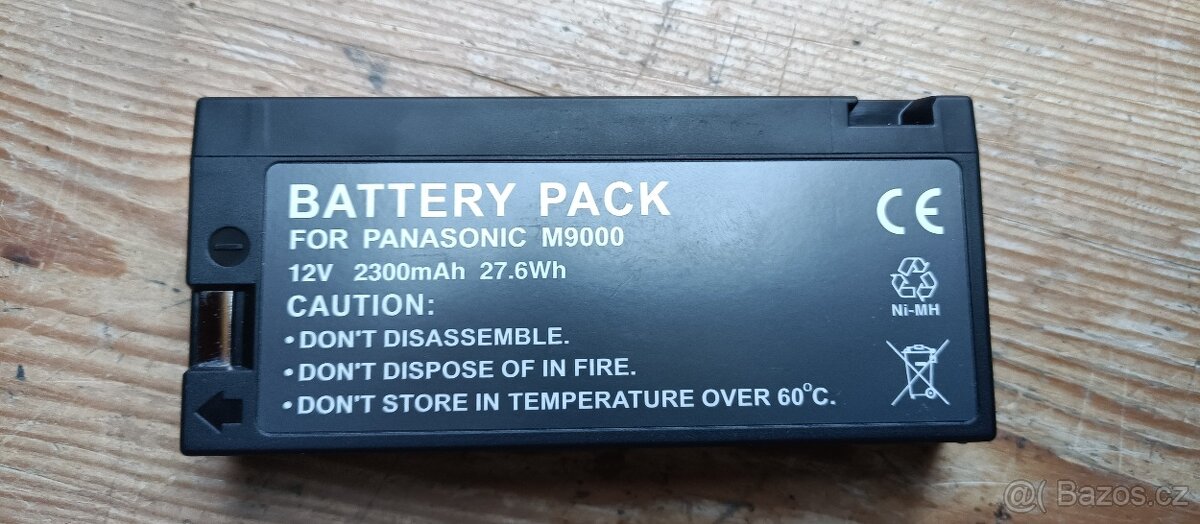 BATTERY PACK
FOR PANASONIC M9000
12V 2300mAh 27.6Wh
CAUTION:
•DON'T DISASSEMBLE.
•DON'T DISPOSE OF IN FIRE.
•DON'T STORE IN TEMPERATURE OVER 60°C.
CE
Ni-MH
@( Bazos.cz